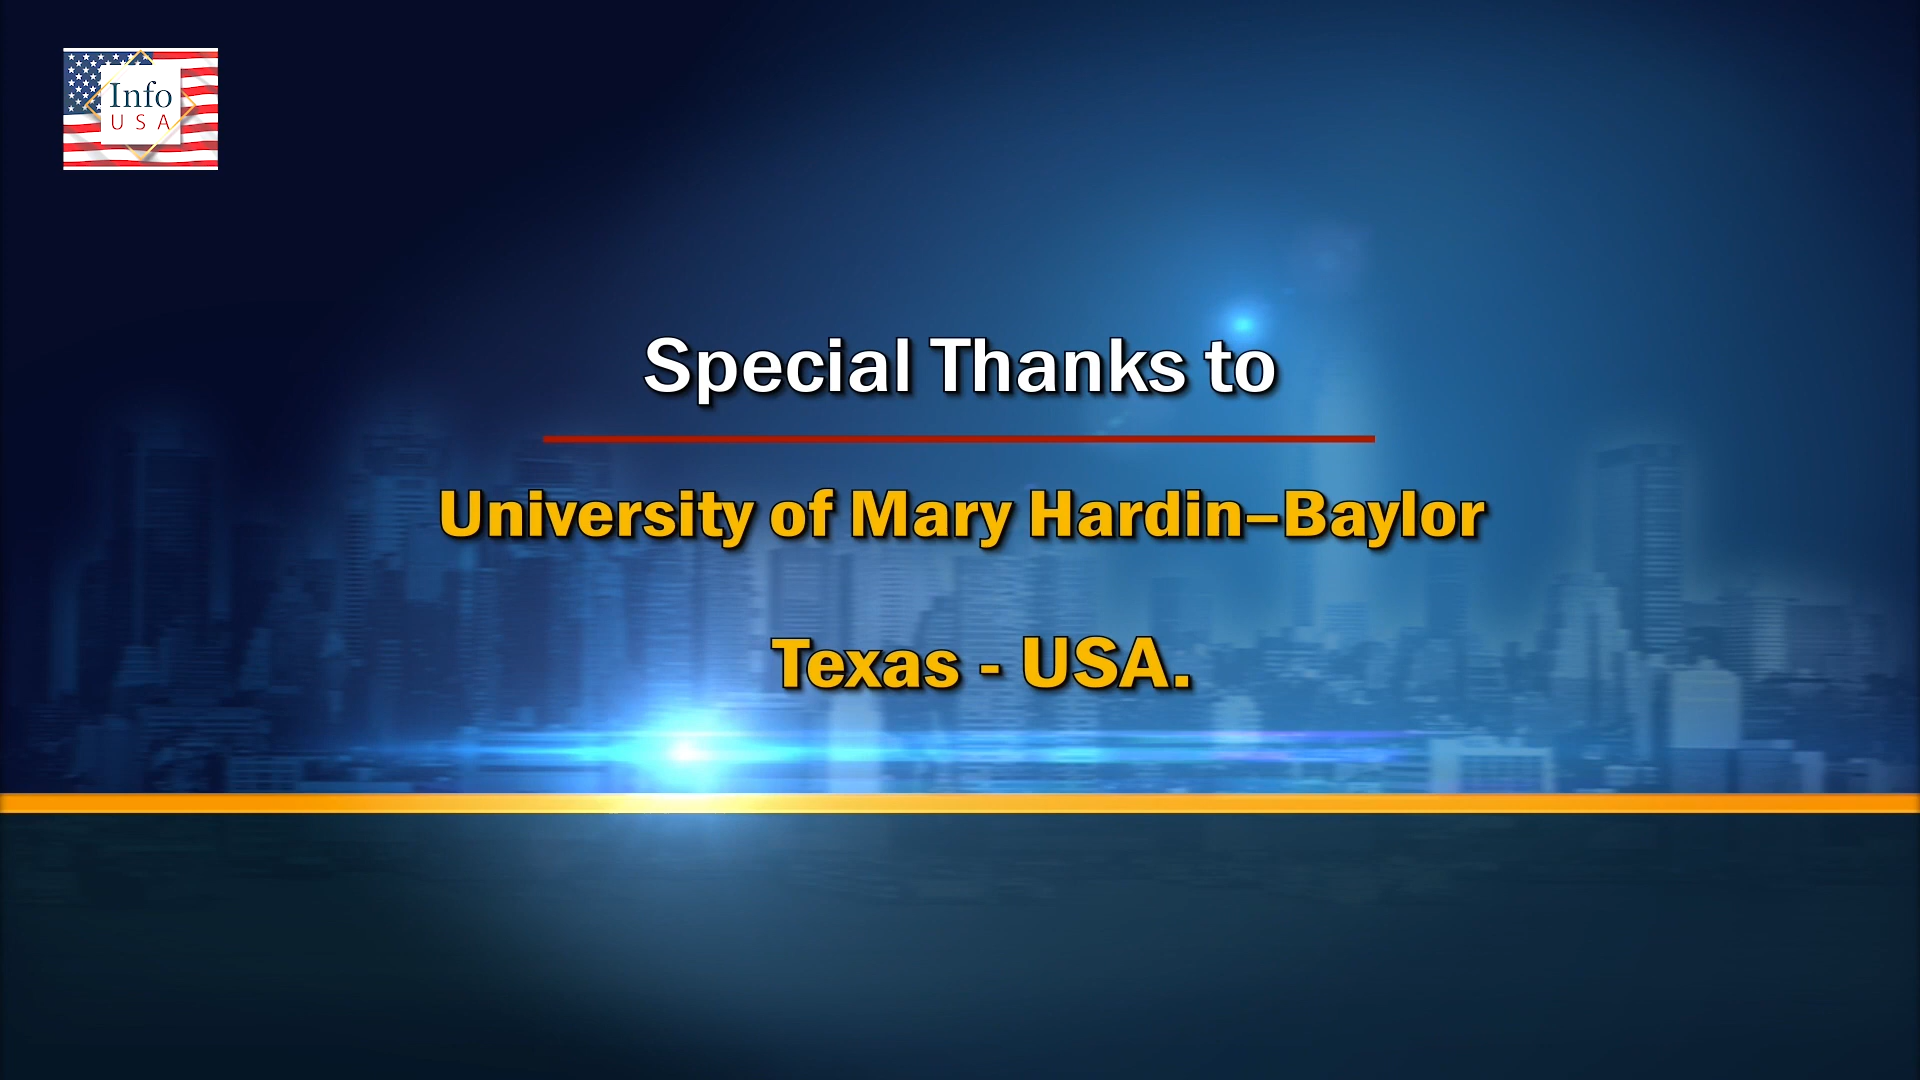 Info
USA
Special Thanks to
University of Mary Hardin–Baylor
Texas - USA.